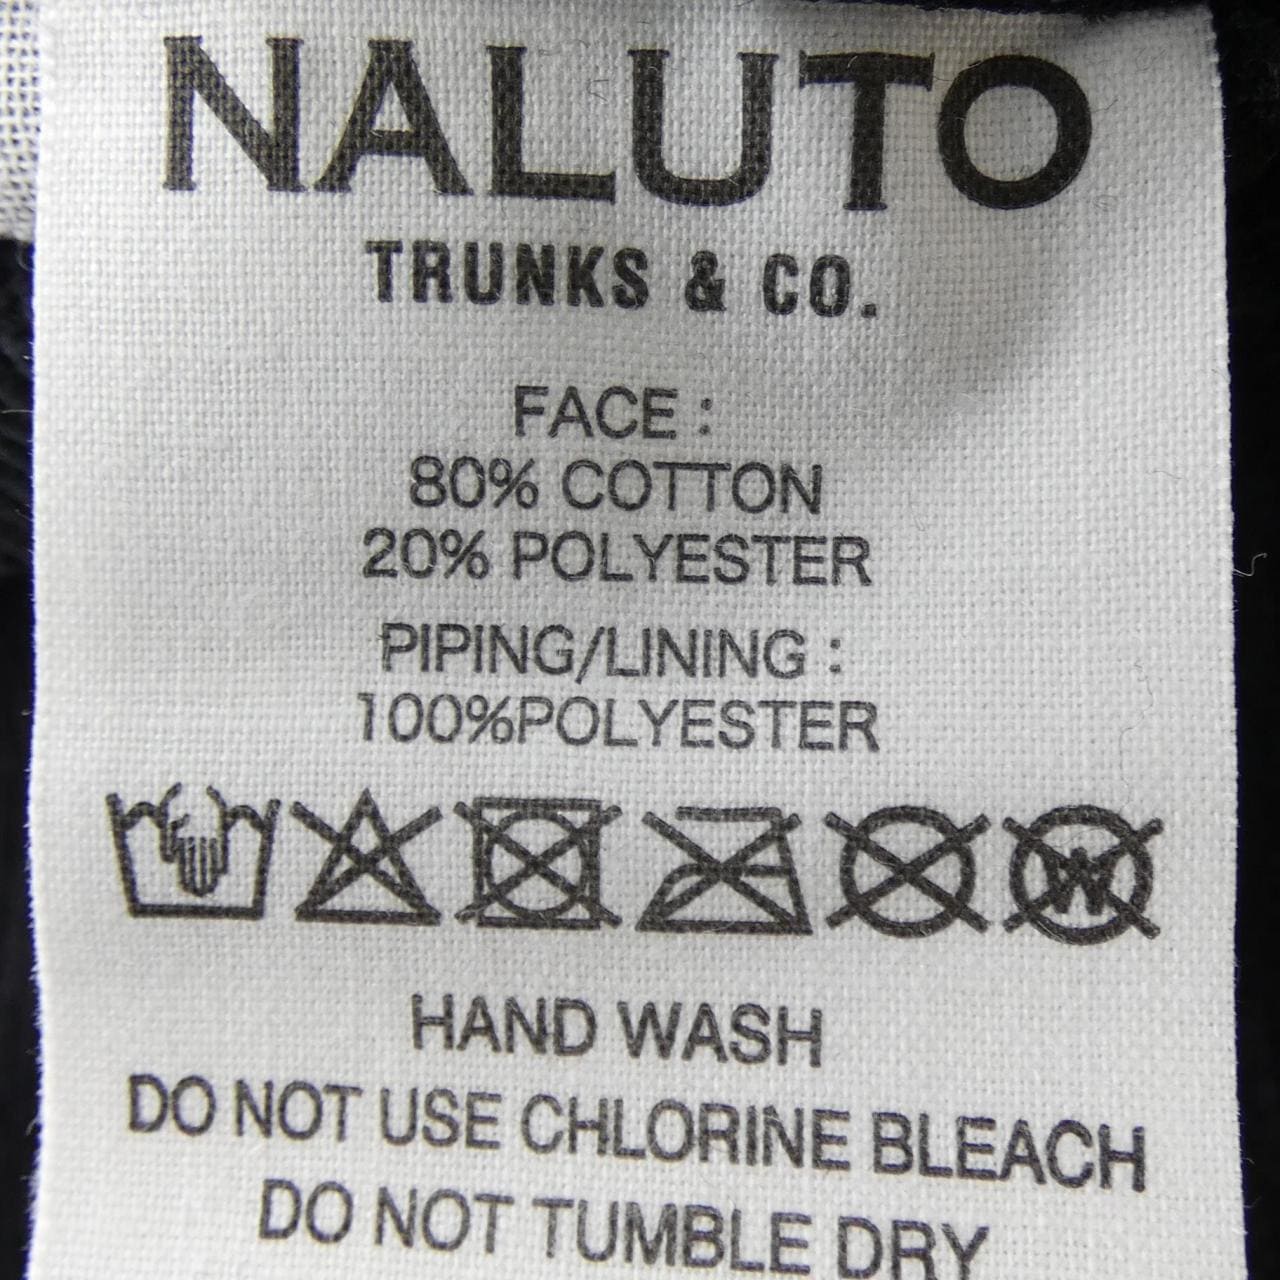 NALUTO
TRUNKS & CO.
FACE :
80% COTTON
20% POLYESTER
PIPING/LINING :
100%POLYESTER
W
HAND WASH
DO NOT USE CHLORINE BLEACH
DO NOT TUMBLE DRY